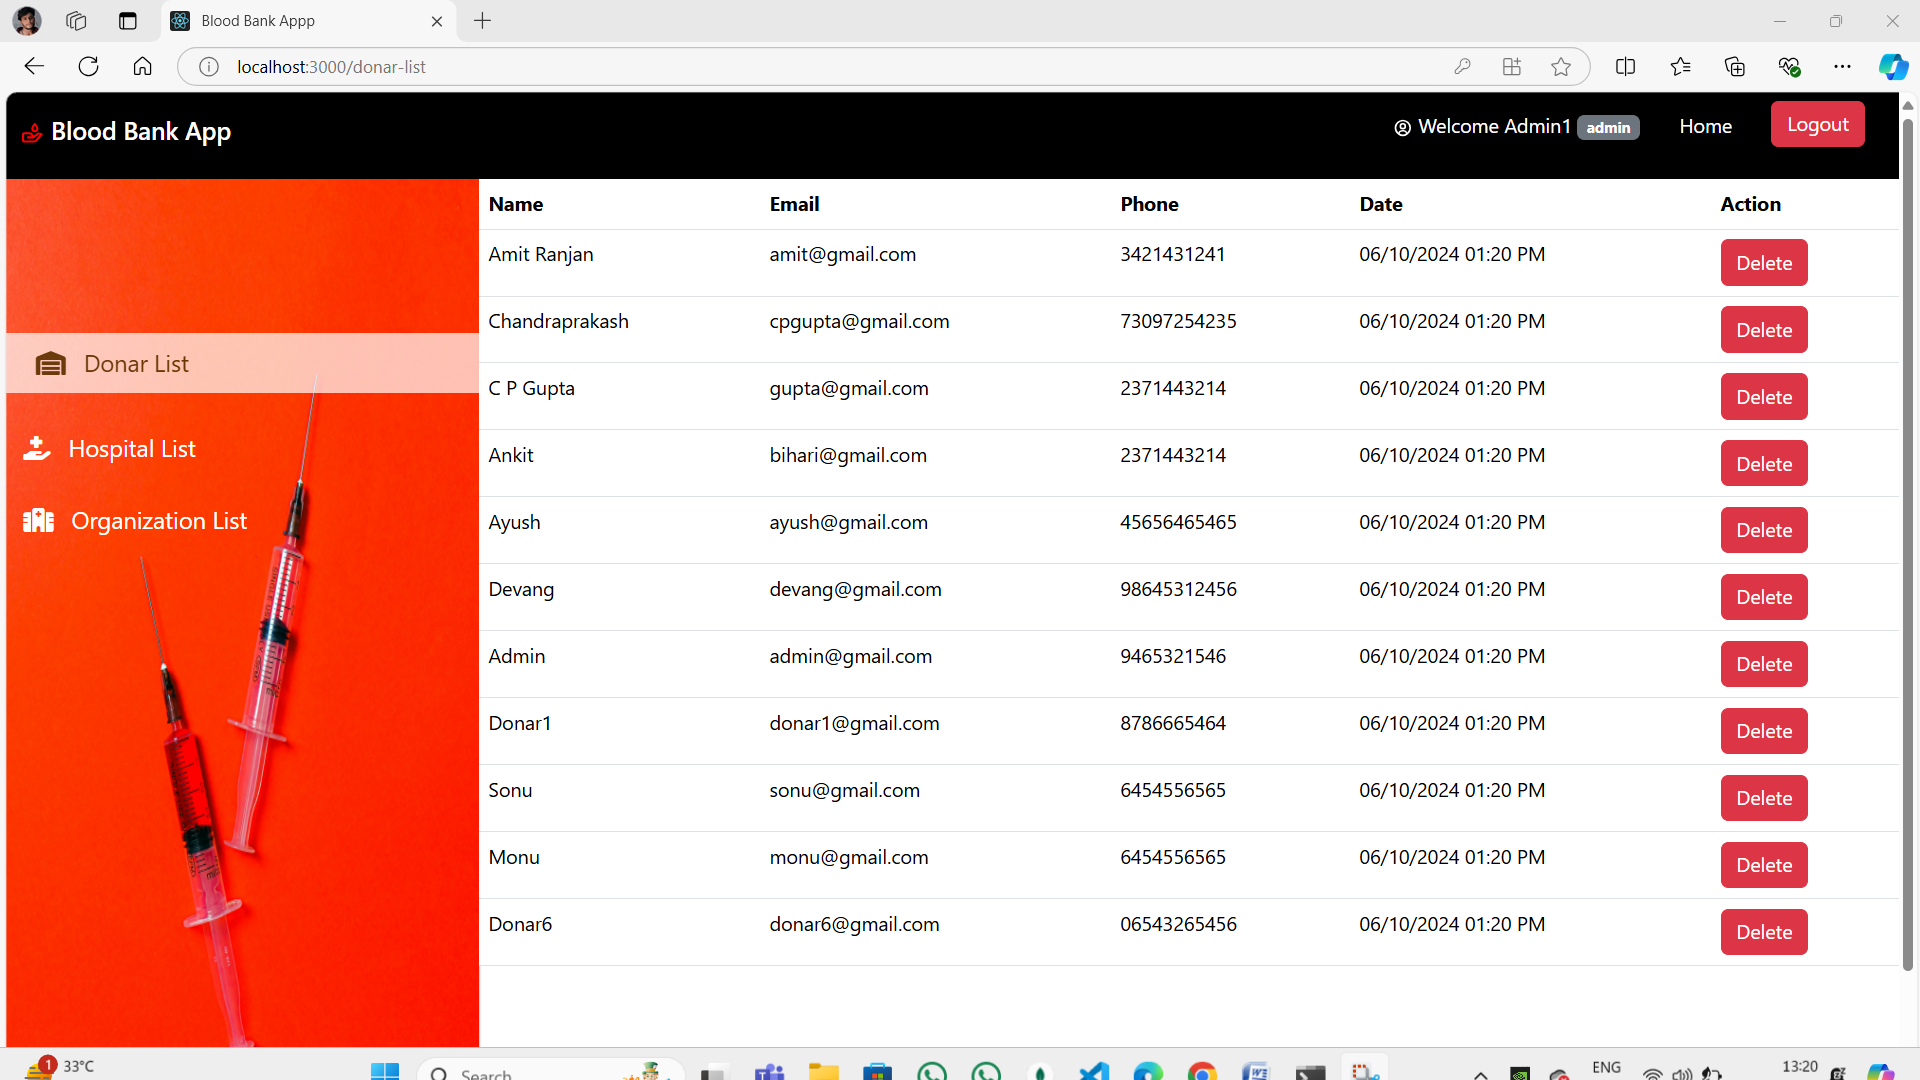 Blood Bank Appp
localhost:3000/donar-list
Blood Bank App
Welcome Admin1 admin Home Logout
Donar List
Hospital List
Organization List
Name Email Phone Date Action
Amit Ranjan amit@gmail.com 3421431241 06/10/2024 01:20 PM Delete
Chandraprakash cpgupta@gmail.com 73097254235 06/10/2024 01:20 PM Delete
C P Gupta gupta@gmail.com 2371443214 06/10/2024 01:20 PM Delete
Ankit bihari@gmail.com 2371443214 06/10/2024 01:20 PM Delete
Ayush ayush@gmail.com 45656465465 06/10/2024 01:20 PM Delete
Devang devang@gmail.com 98645312456 06/10/2024 01:20 PM Delete
Admin admin@gmail.com 9465321546 06/10/2024 01:20 PM Delete
Donar1 donar1@gmail.com 8786665464 06/10/2024 01:20 PM Delete
Sonu sonu@gmail.com 6454556565 06/10/2024 01:20 PM Delete
Monu monu@gmail.com 6454556565 06/10/2024 01:20 PM Delete
Donar6 donar6@gmail.com 06543265456 06/10/2024 01:20 PM Delete
1 33°C
Search
ENG
13:20